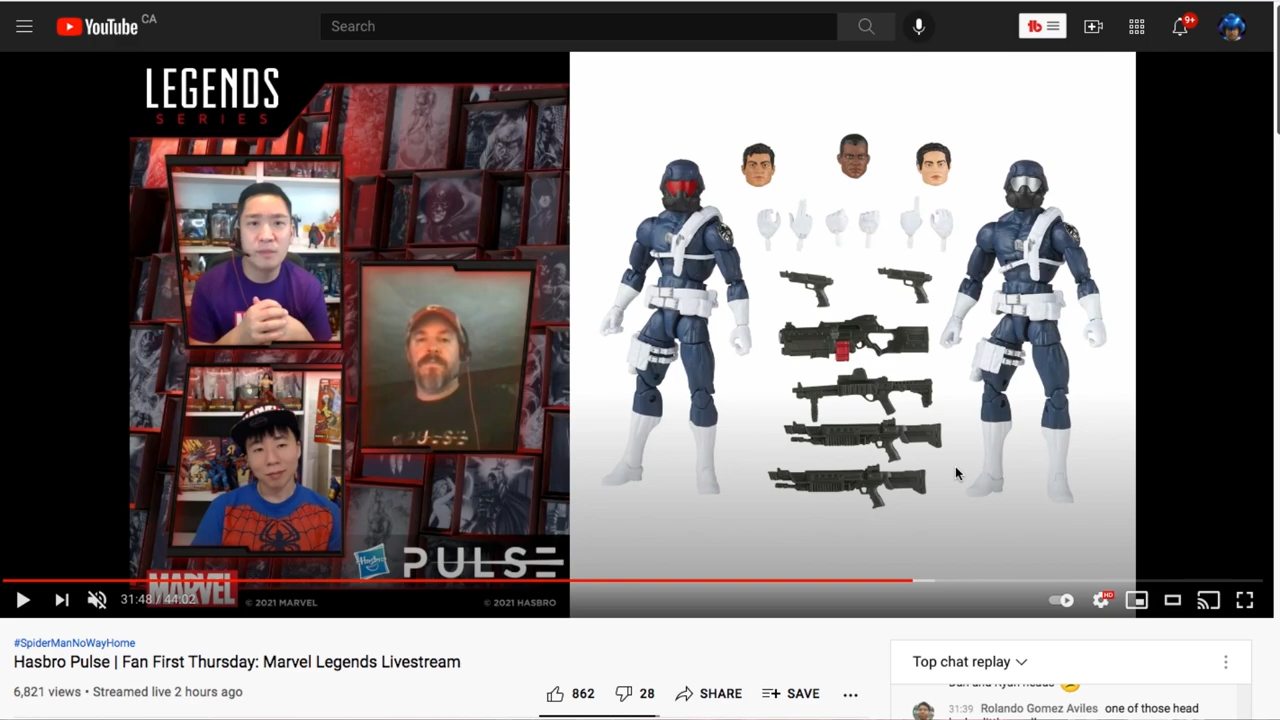 YouTube CA
Search
9+
LEGENDS
SERIES
Hasbro PULSE
MARVEL
© 2021 MARVEL
© 2021 HASBRO
31:48 / 44:02
HD
#SpiderManNoWayHome
Hasbro Pulse | Fan First Thursday: Marvel Legends Livestream
6,821 views • Streamed live 2 hours ago
862
28
SHARE
SAVE
Top chat replay
31:39 Rolando Gomez Aviles one of those head